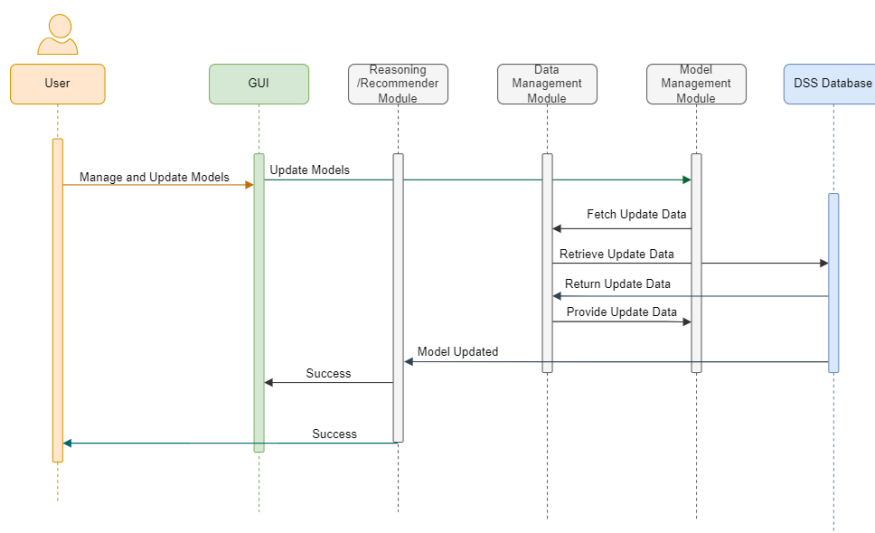 User
GUI
Reasoning
/Recommender
Module
Data
Management
Module
Model
Management
Module
DSS Database
Manage and Update Models
Update Models
Fetch Update Data
Retrieve Update Data
Return Update Data
Provide Update Data
Model Updated
Success
Success